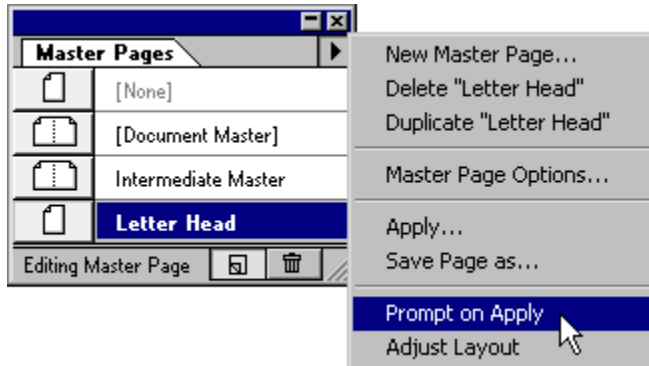 Master Pages
[None]
[Document Master]
Intermediate Master
Letter Head
Editing Master Page
New Master Page...
Delete "Letter Head"
Duplicate "Letter Head"
Master Page Options...
Apply...
Save Page as...
Prompt on Apply
Adjust Layout